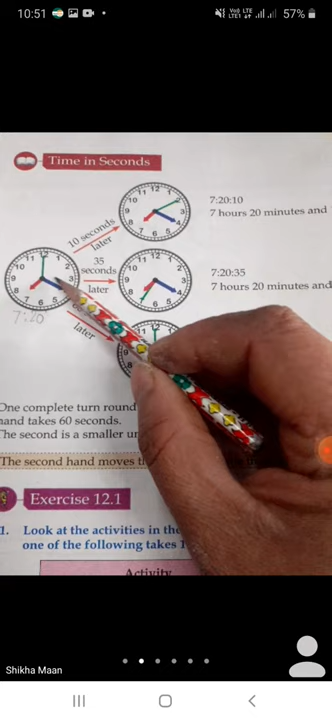 10:51
57%
Time in Seconds
10 seconds
later
7:20:10
7 hours 20 minutes and
35
seconds
later
7:20:35
7 hours 20 minutes and
later
7:20
One complete turn round
hand takes 60 seconds.
The second is a smaller
The second hand moves
Exercise 12.1
1. Look at the activities in the
one of the following takes 1
Activity
Shikha Maan